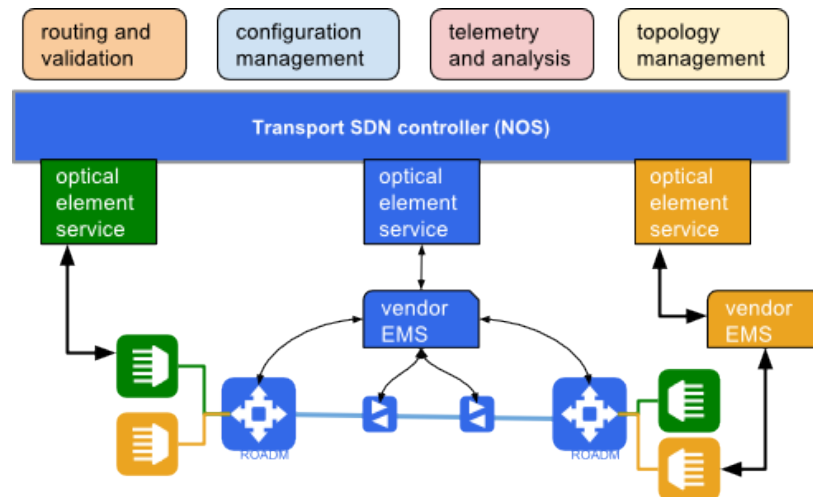 routing and
validation
configuration
management
telemetry
and analysis
topology
management
Transport SDN controller (NOS)
optical
element
service
optical
element
service
optical
element
service
vendor
EMS
vendor
EMS
ROADM
ROADM